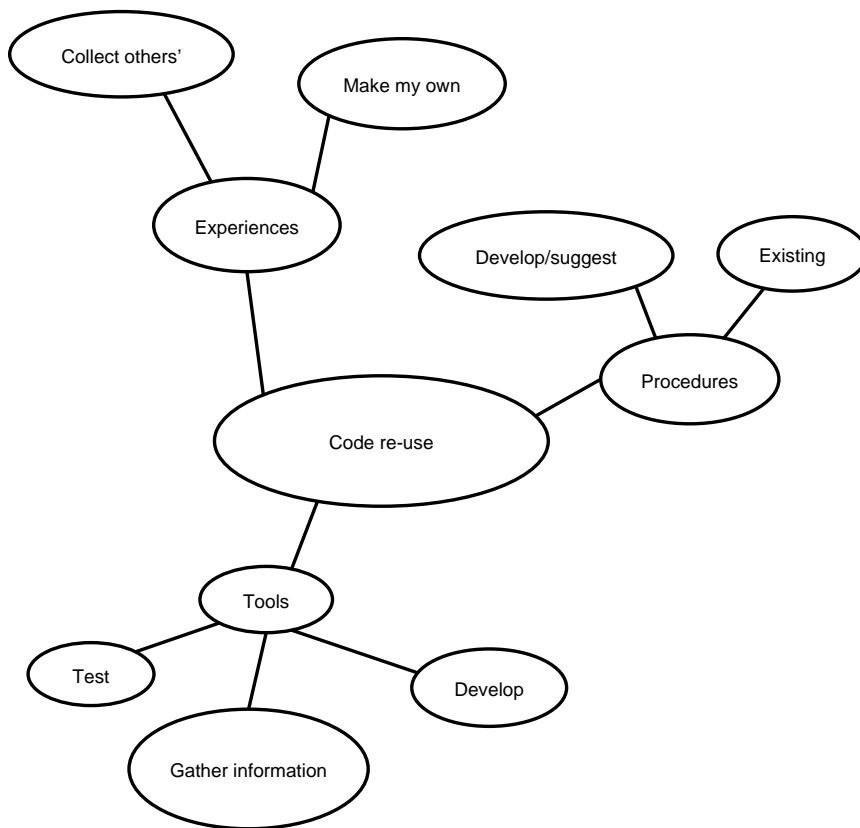 Collect others’
Make my own
Experiences
Develop/suggest
Existing
Procedures
Code re-use
Tools
Test
Develop
Gather information